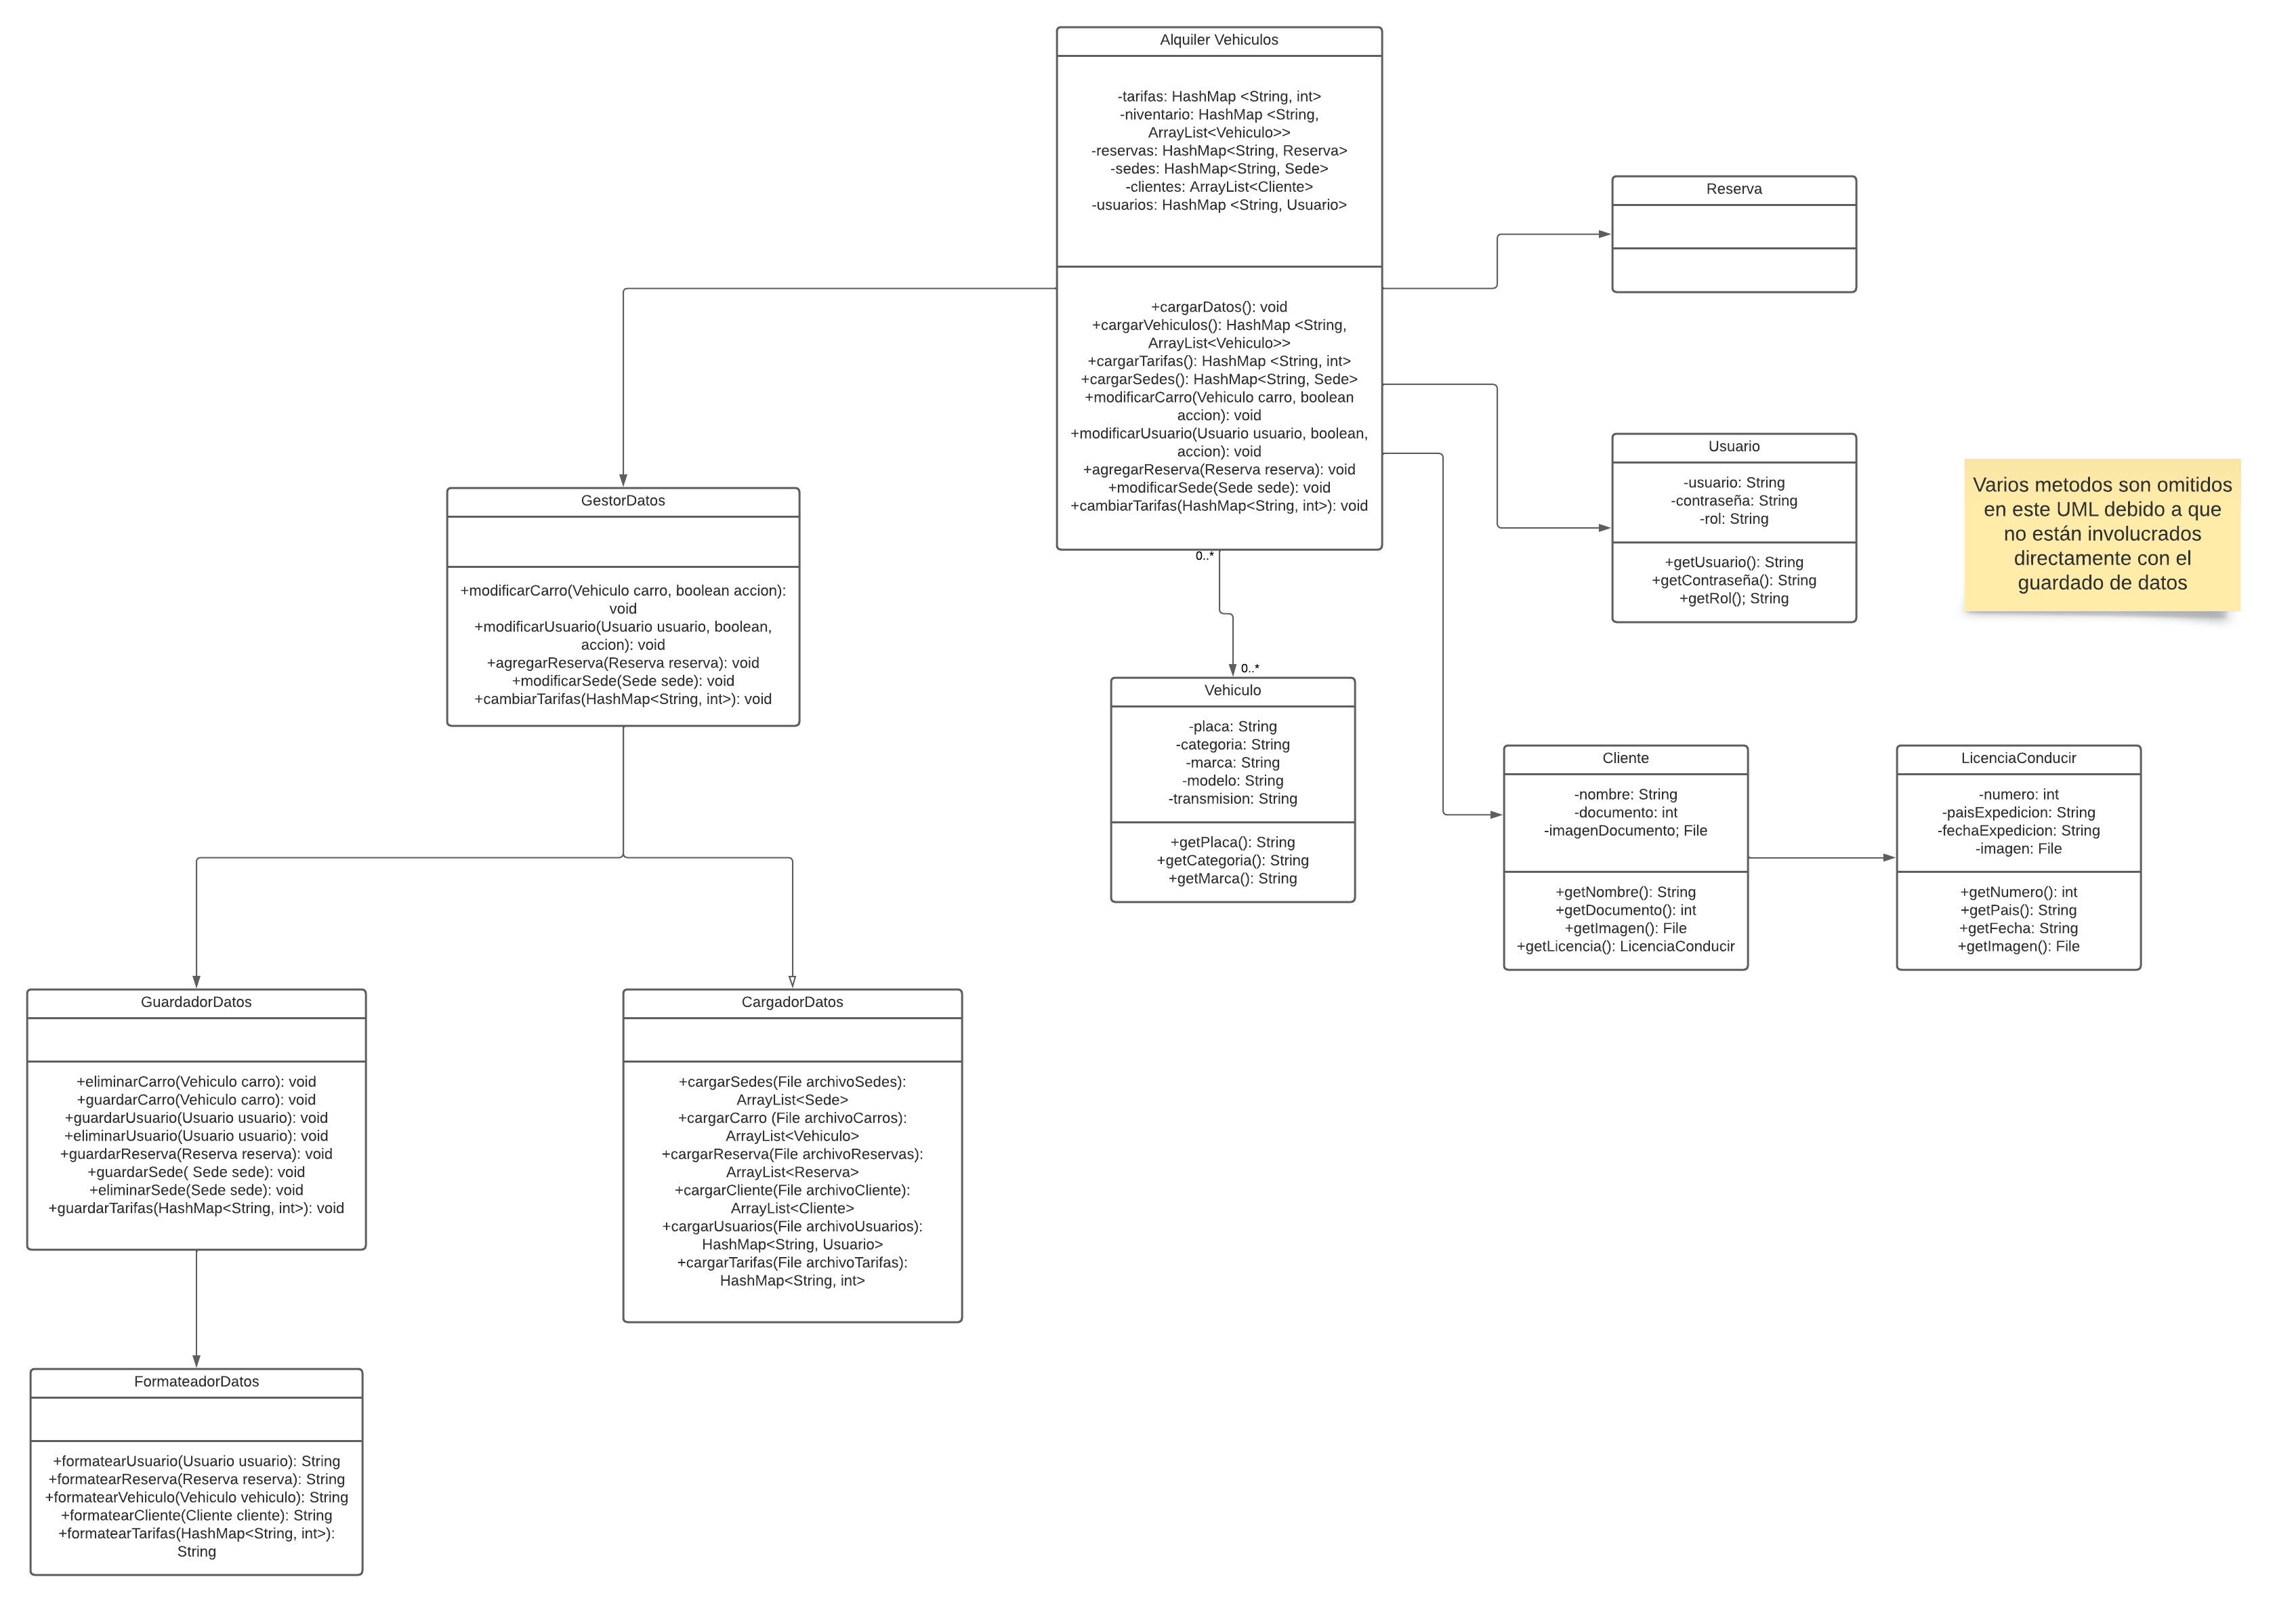 Alquiler Vehiculos
-tarifas: HashMap <String, int>
-niventario: HashMap <String,
ArrayList<Vehiculo>>
-reservas: HashMap<String, Reserva>
-sedes: HashMap<String, Sede>
-clientes: ArrayList<Cliente>
-usuarios: HashMap <String, Usuario>
+cargarDatos(): void
+cargarVehiculos(): HashMap <String,
ArrayList<Vehiculo>>
+cargarTarifas(): HashMap <String, int>
+cargarSedes(): HashMap<String, Sede>
+modificarCarro(Vehiculo carro, boolean
accion): void
+modificarUsuario(Usuario usuario, boolean,
accion): void
+agregarReserva(Reserva reserva): void
+modificarSede(Sede sede): void
+cambiarTarifas(HashMap<String, int>): void
0..*
Reserva
Usuario
-usuario: String
-contraseña: String
-rol: String
+getUsuario(): String
+getContraseña(): String
+getRol(); String
Varios metodos son omitidos
en este UML debido a que
no están involucrados
directamente con el
guardado de datos
GestorDatos
+modificarCarro(Vehiculo carro, boolean accion):
void
+modificarUsuario(Usuario usuario, boolean,
accion): void
+agregarReserva(Reserva reserva): void
+modificarSede(Sede sede): void
+cambiarTarifas(HashMap<String, int>): void
0..*
Vehiculo
-placa: String
-categoria: String
-marca: String
-modelo: String
-transmision: String
+getPlaca(): String
+getCategoria(): String
+getMarca(): String
Cliente
-nombre: String
-documento: int
-imagenDocumento; File
+getNombre(): String
+getDocumento(): int
+getImagen(): File
+getLicencia(): LicenciaConducir
LicenciaConducir
-numero: int
-paisExpedicion: String
-fechaExpedicion: String
-imagen: File
+getNumero(): int
+getPais(): String
+getFecha: String
+getImagen(): File
GuardadorDatos
+eliminarCarro(Vehiculo carro): void
+guardarCarro(Vehiculo carro): void
+guardarUsuario(Usuario usuario): void
+eliminarUsuario(Usuario usuario): void
+guardarReserva(Reserva reserva): void
+guardarSede( Sede sede): void
+eliminarSede(Sede sede): void
+guardarTarifas(HashMap<String, int>): void
CargadorDatos
+cargarSedes(File archivoSedes):
ArrayList<Sede>
+cargarCarro (File archivoCarros):
ArrayList<Vehiculo>
+cargarReserva(File archivoReservas):
ArrayList<Reserva>
+cargarCliente(File archivoCliente):
ArrayList<Cliente>
+cargarUsuarios(File archivoUsuarios):
HashMap<String, Usuario>
+cargarTarifas(File archivoTarifas):
HashMap<String, int>
FormateadorDatos
+formatearUsuario(Usuario usuario): String
+formatearReserva(Reserva reserva): String
+formatearVehiculo(Vehiculo vehiculo): String
+formatearCliente(Cliente cliente): String
+formatearTarifas(HashMap<String, int>):
String